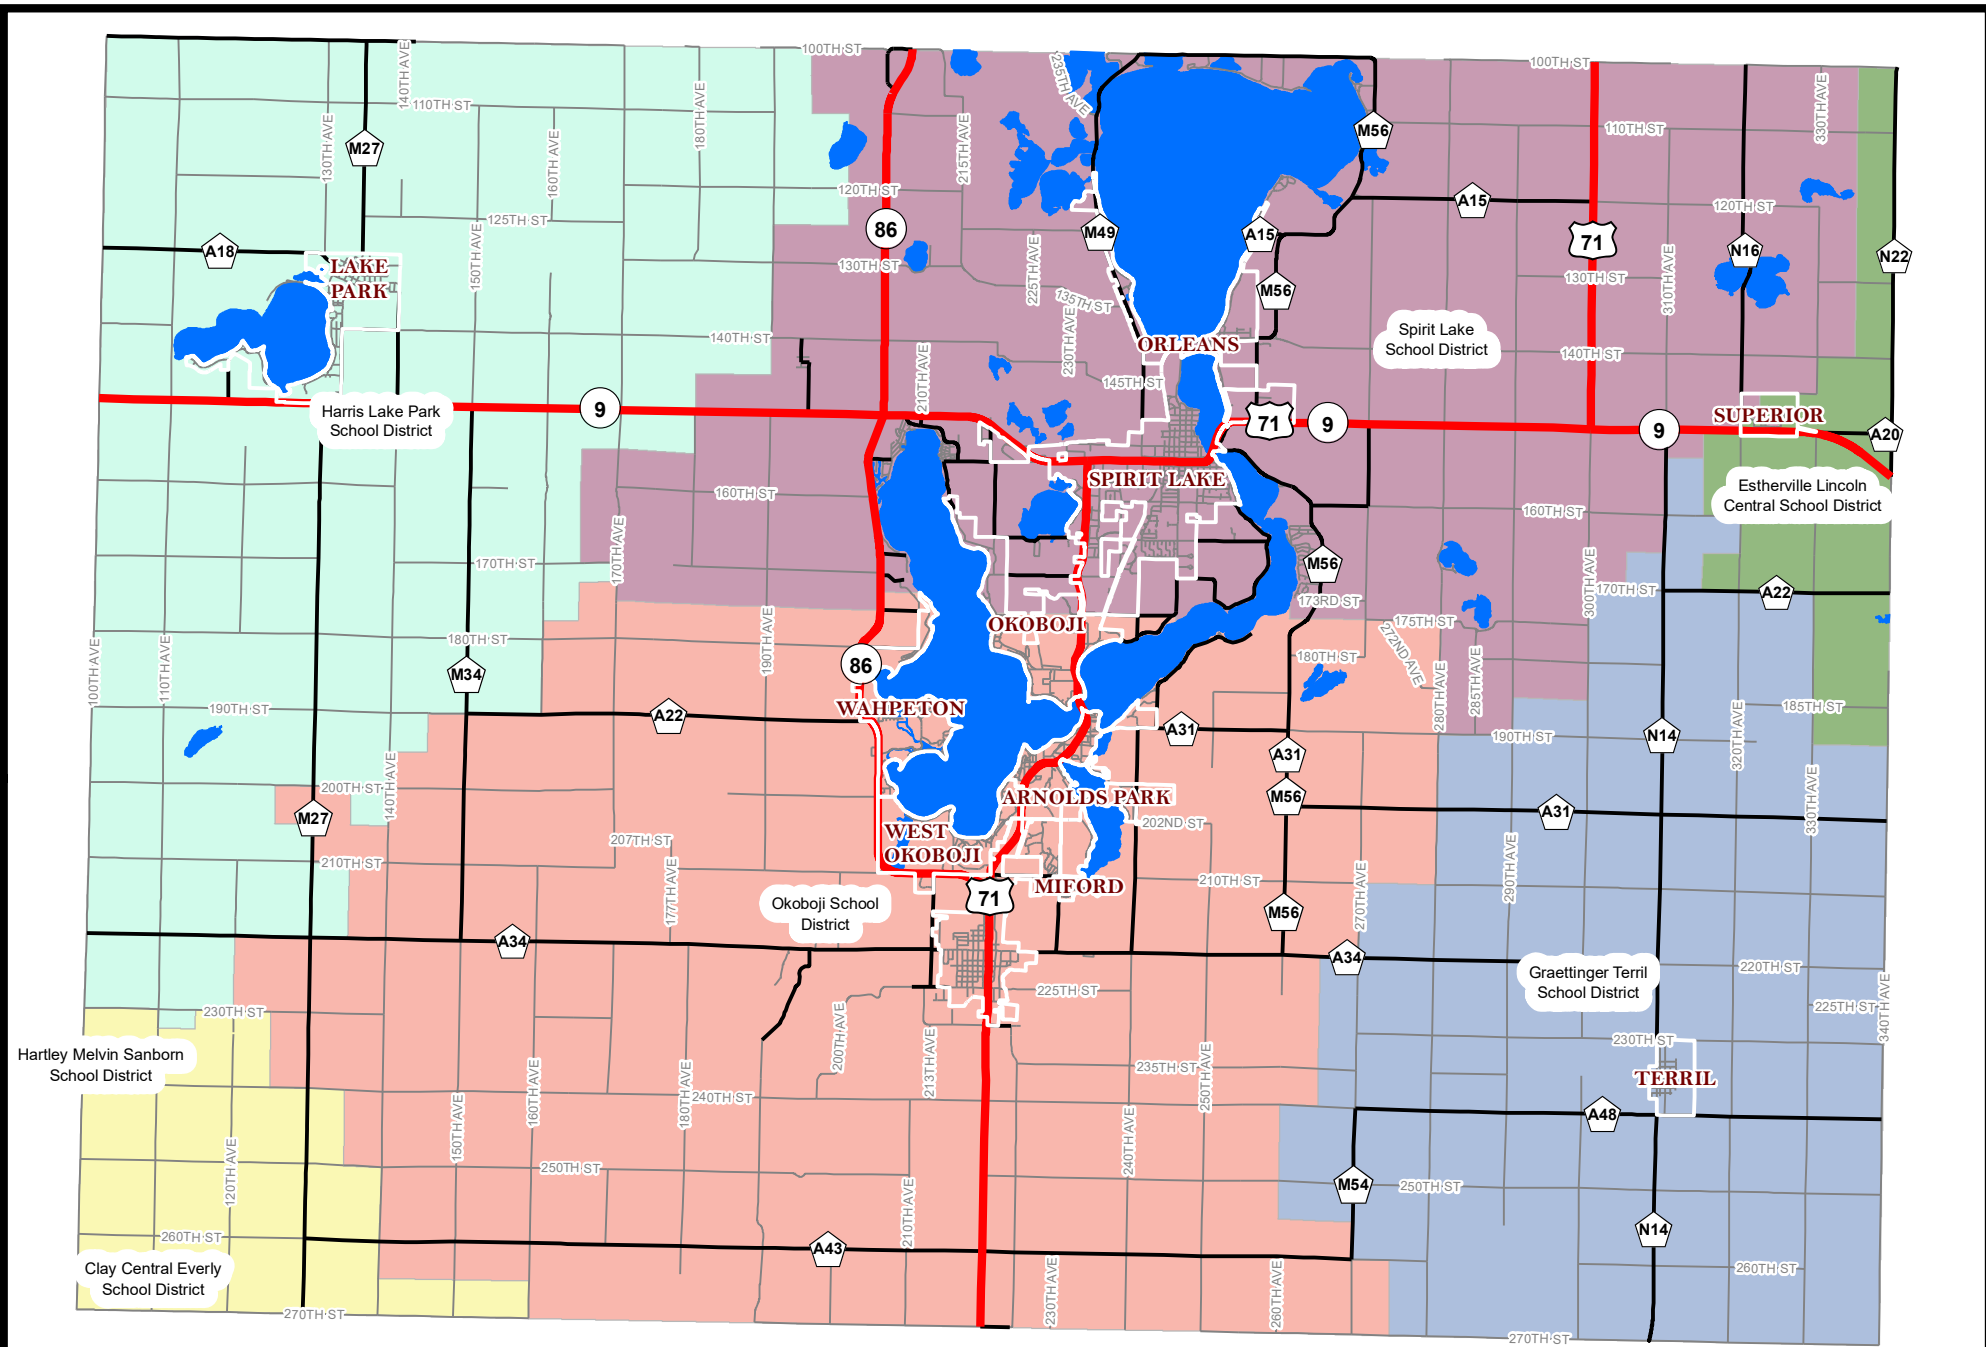 100TH ST
100TH ST
140TH AVE
M27
110TH ST
180TH AVE
130TH AVE
160TH AVE
215TH AVE
235TH AVE
M56
110TH ST
330TH AVE
120TH ST
125TH ST
86
M49
A15
A15
71
120TH ST
N16
N22
A18
LAKE
PARK
150TH AVE
130TH ST
225TH AVE
135TH ST
M56
130TH ST
310TH AVE
140TH ST
210TH AVE
230TH AVE
ORLEANS
145TH ST
Spirit Lake
School District
140TH ST
Harris Lake Park
School District
9
71
9
9
SUPERIOR
A20
160TH ST
SPIRIT LAKE
160TH ST
Estherville Lincoln
Central School District
170TH AVE
170TH ST
M56
173RD ST
300TH AVE
170TH ST
A22
100TH AVE
110TH AVE
180TH ST
M34
190TH AVE
86
OKOBOJI
180TH ST
175TH ST
272ND AVE
280TH AVE
285TH AVE
190TH ST
A22
WAHPETON
A31
A31
190TH ST
N14
320TH AVE
185TH ST
200TH ST
140TH AVE
M27
ARNOLDS PARK
M56
A31
330TH AVE
207TH ST
202ND ST
WEST
OKOBOJI
210TH ST
177TH AVE
71
MIFORD
210TH ST
270TH AVE
290TH AVE
Okoboji School
District
M56
A34
A34
Graettinger Terril
School District
220TH ST
225TH ST
225TH ST
340TH AVE
230TH ST
200TH AVE
213TH AVE
230TH ST
Hartley Melvin Sanborn
School District
160TH AVE
235TH ST
250TH AVE
TERRIL
150TH AVE
180TH AVE
240TH ST
A48
120TH AVE
250TH ST
240TH AVE
M54
250TH ST
210TH AVE
N14
260TH ST
A43
Clay Central Everly
School District
230TH AVE
260TH AVE
260TH ST
270TH ST
270TH ST